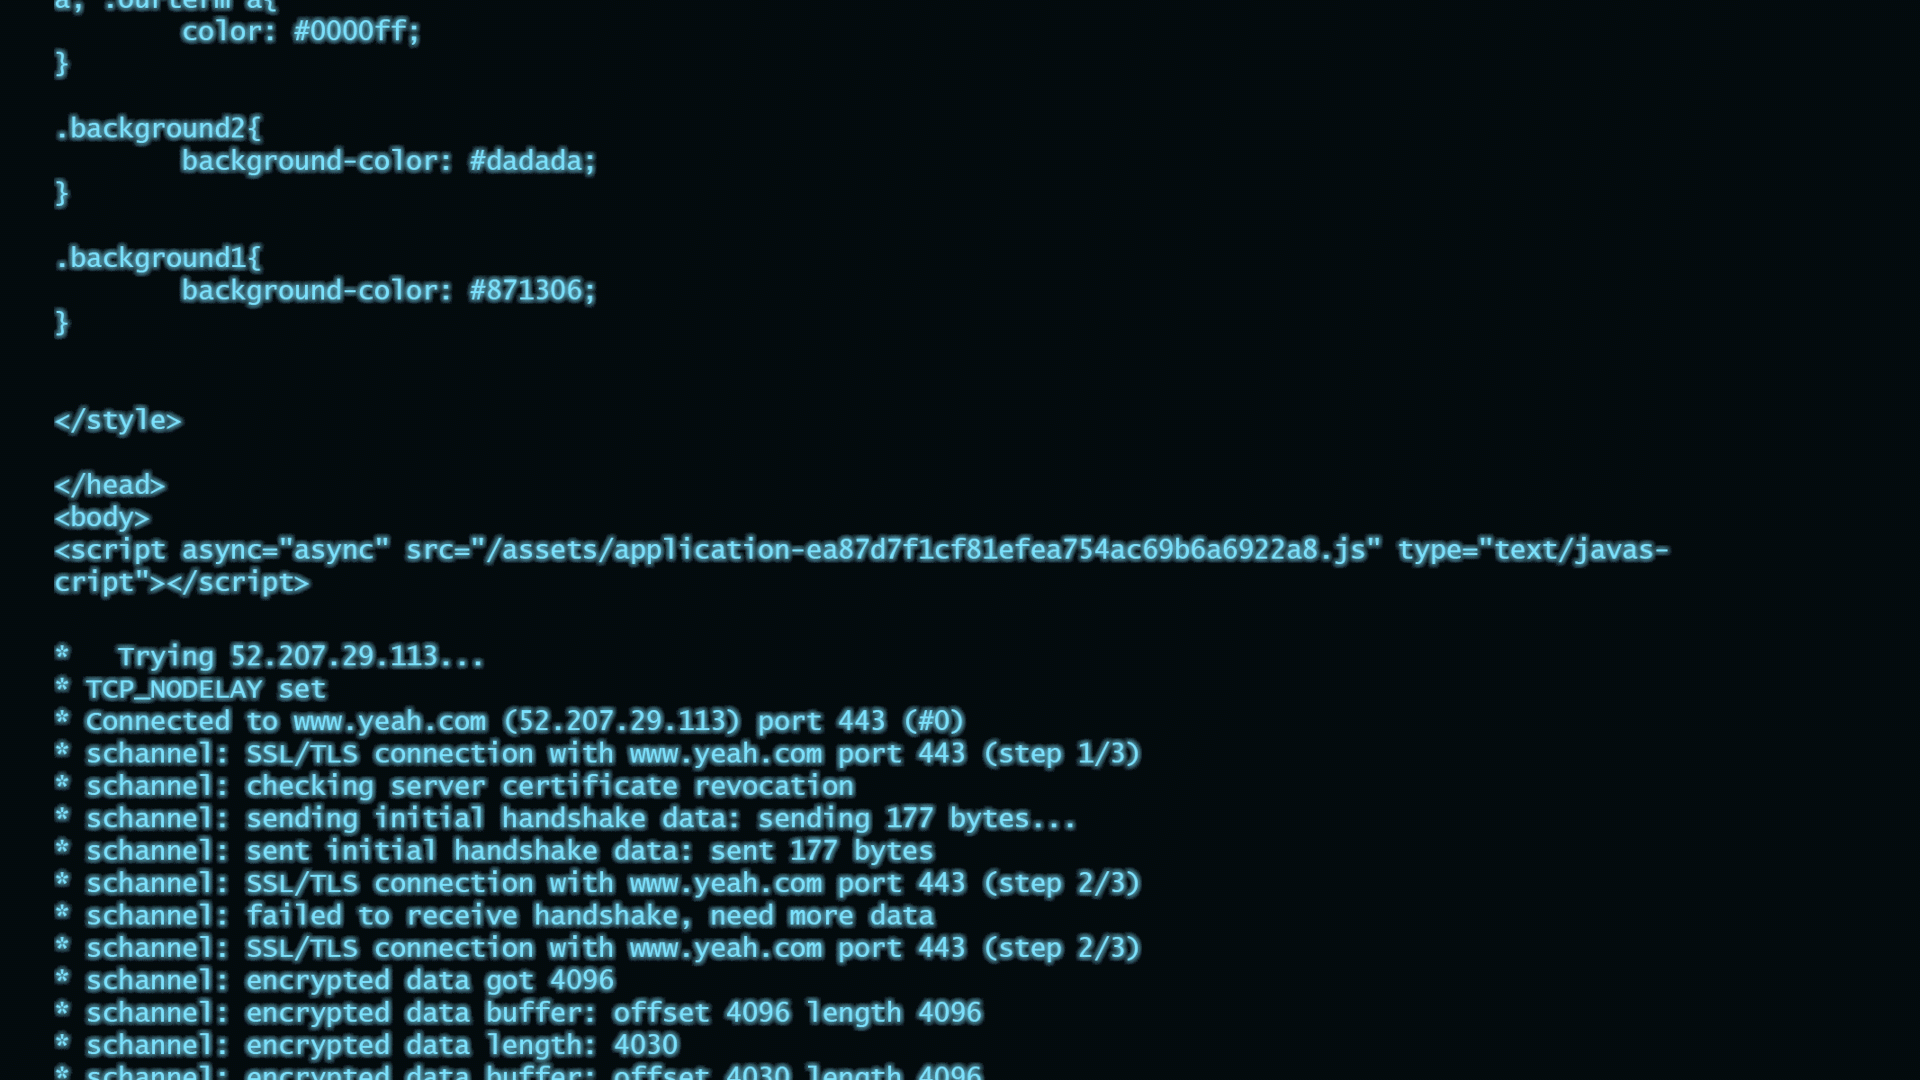 a, .ourterm a{
        color: #0000ff;
}

.background2{
        background-color: #dadada;
}

.background1{
        background-color: #871306;
}


</style>

</head>
<body>
<script async="async" src="/assets/application-ea87d7f1cf81efea754ac69b6a6922a8.js" type="text/javas-
cript"></script>

*   Trying 52.207.29.113...
* TCP_NODELAY set
* Connected to www.yeah.com (52.207.29.113) port 443 (#0)
* schannel: SSL/TLS connection with www.yeah.com port 443 (step 1/3)
* schannel: checking server certificate revocation
* schannel: sending initial handshake data: sending 177 bytes...
* schannel: sent initial handshake data: sent 177 bytes
* schannel: SSL/TLS connection with www.yeah.com port 443 (step 2/3)
* schannel: failed to receive handshake, need more data
* schannel: SSL/TLS connection with www.yeah.com port 443 (step 2/3)
* schannel: encrypted data got 4096
* schannel: encrypted data buffer: offset 4096 length 4096
* schannel: encrypted data length: 4030
* schannel: encrypted data buffer: offset 4030 length 4096